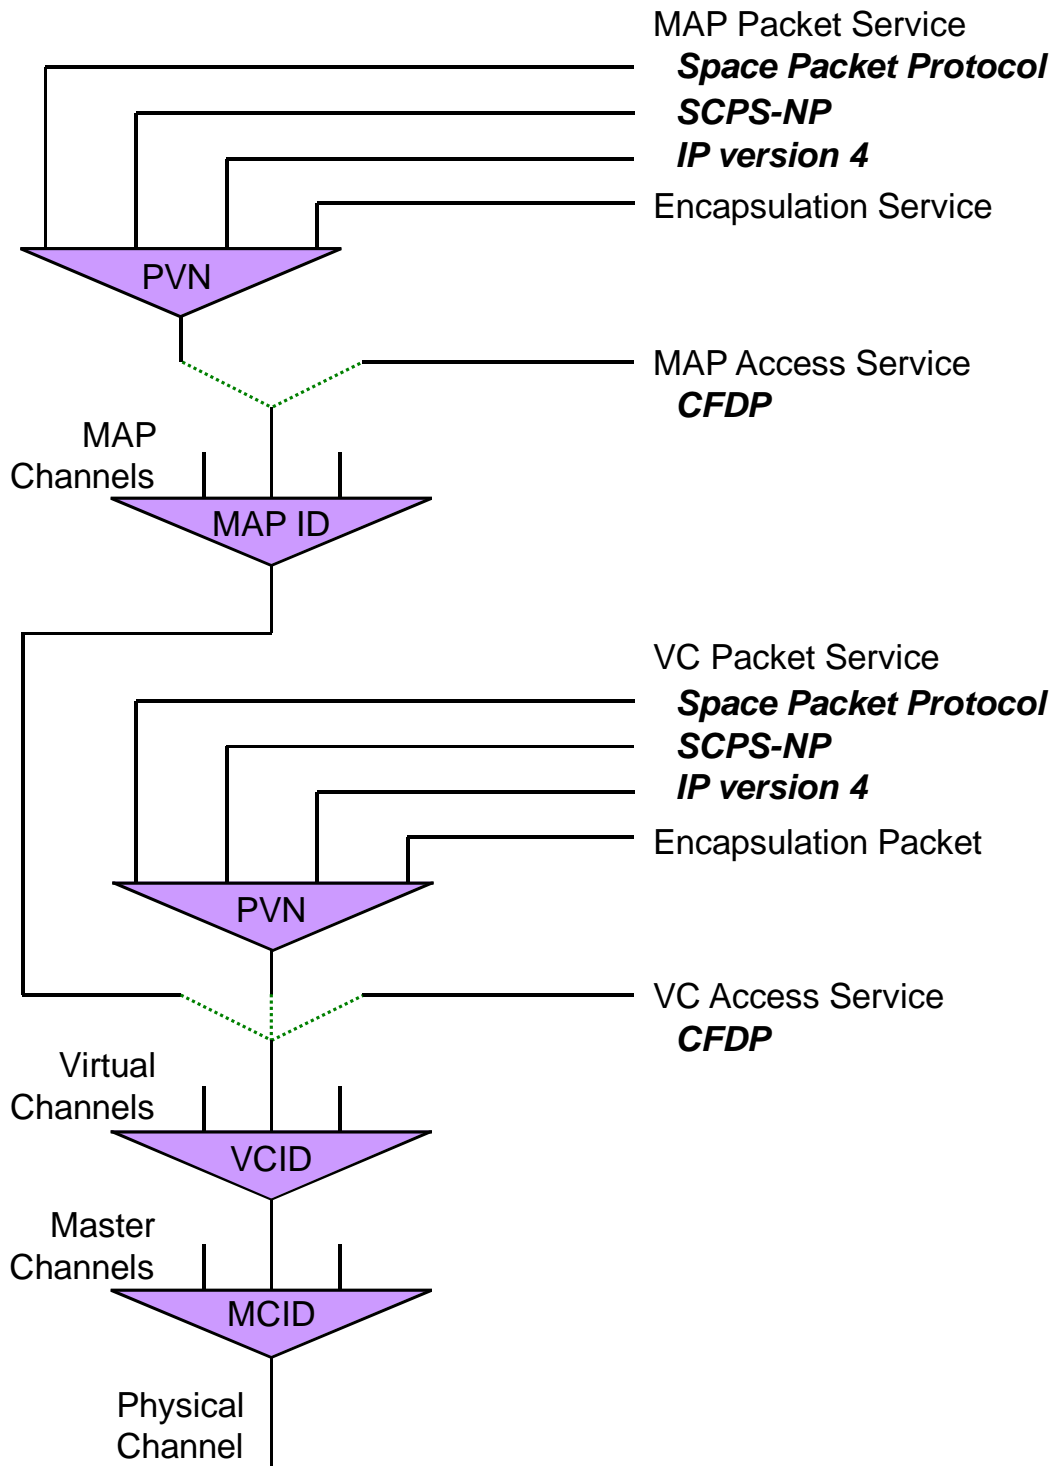 MAP Packet Service
Space Packet Protocol
SCPS-NP
IP version 4
Encapsulation Service
PVN
MAP Access Service
CFDP
MAP
Channels
MAP ID
VC Packet Service
Space Packet Protocol
SCPS-NP
IP version 4
Encapsulation Packet
PVN
VC Access Service
CFDP
Virtual
Channels
VCID
Master
Channels
MCID
Physical
Channel